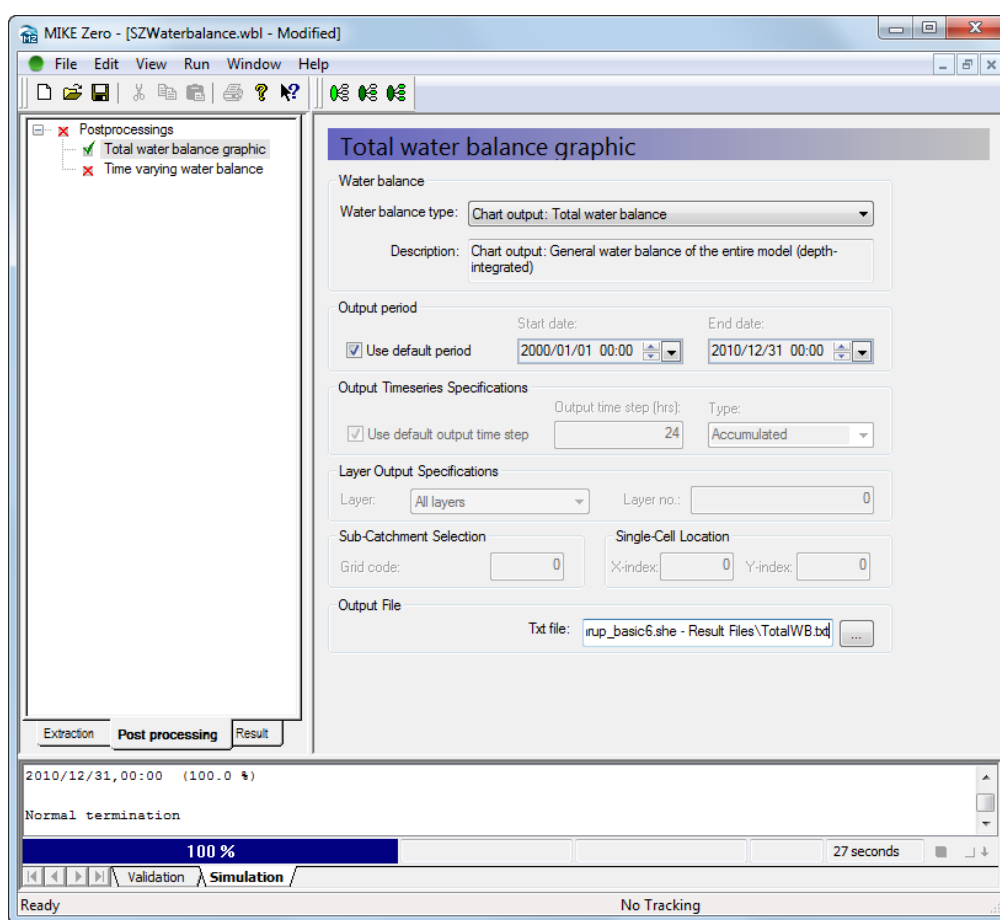 MIKE Zero - [SZWaterbalance.wbl - Modified]
File Edit View Run Window Help
Postprocessings
Total water balance graphic
Time varying water balance
Extraction Post processing Result
Total water balance graphic
Water balance
Water balance type: Chart output: Total water balance
Description: Chart output: General water balance of the entire model (depth-
integrated)
Output period
Start date: End date:
Use default period 2000/01/01 00:00 2010/12/31 00:00
Output Timeseries Specifications
Output time step (hrs): Type:
Use default output time step 24 Accumulated
Layer Output Specifications
Layer: All layers Layer no.: 0
Sub-Catchment Selection Single-Cell Location
Grid code: 0 X-index: 0 Y-index: 0
Output File
Txt file: rup_basic6.she - Result Files\TotalWB.txt ...
2010/12/31,00:00 (100.0 %)
Normal termination
100 % 27 seconds
Validation Simulation
Ready No Tracking